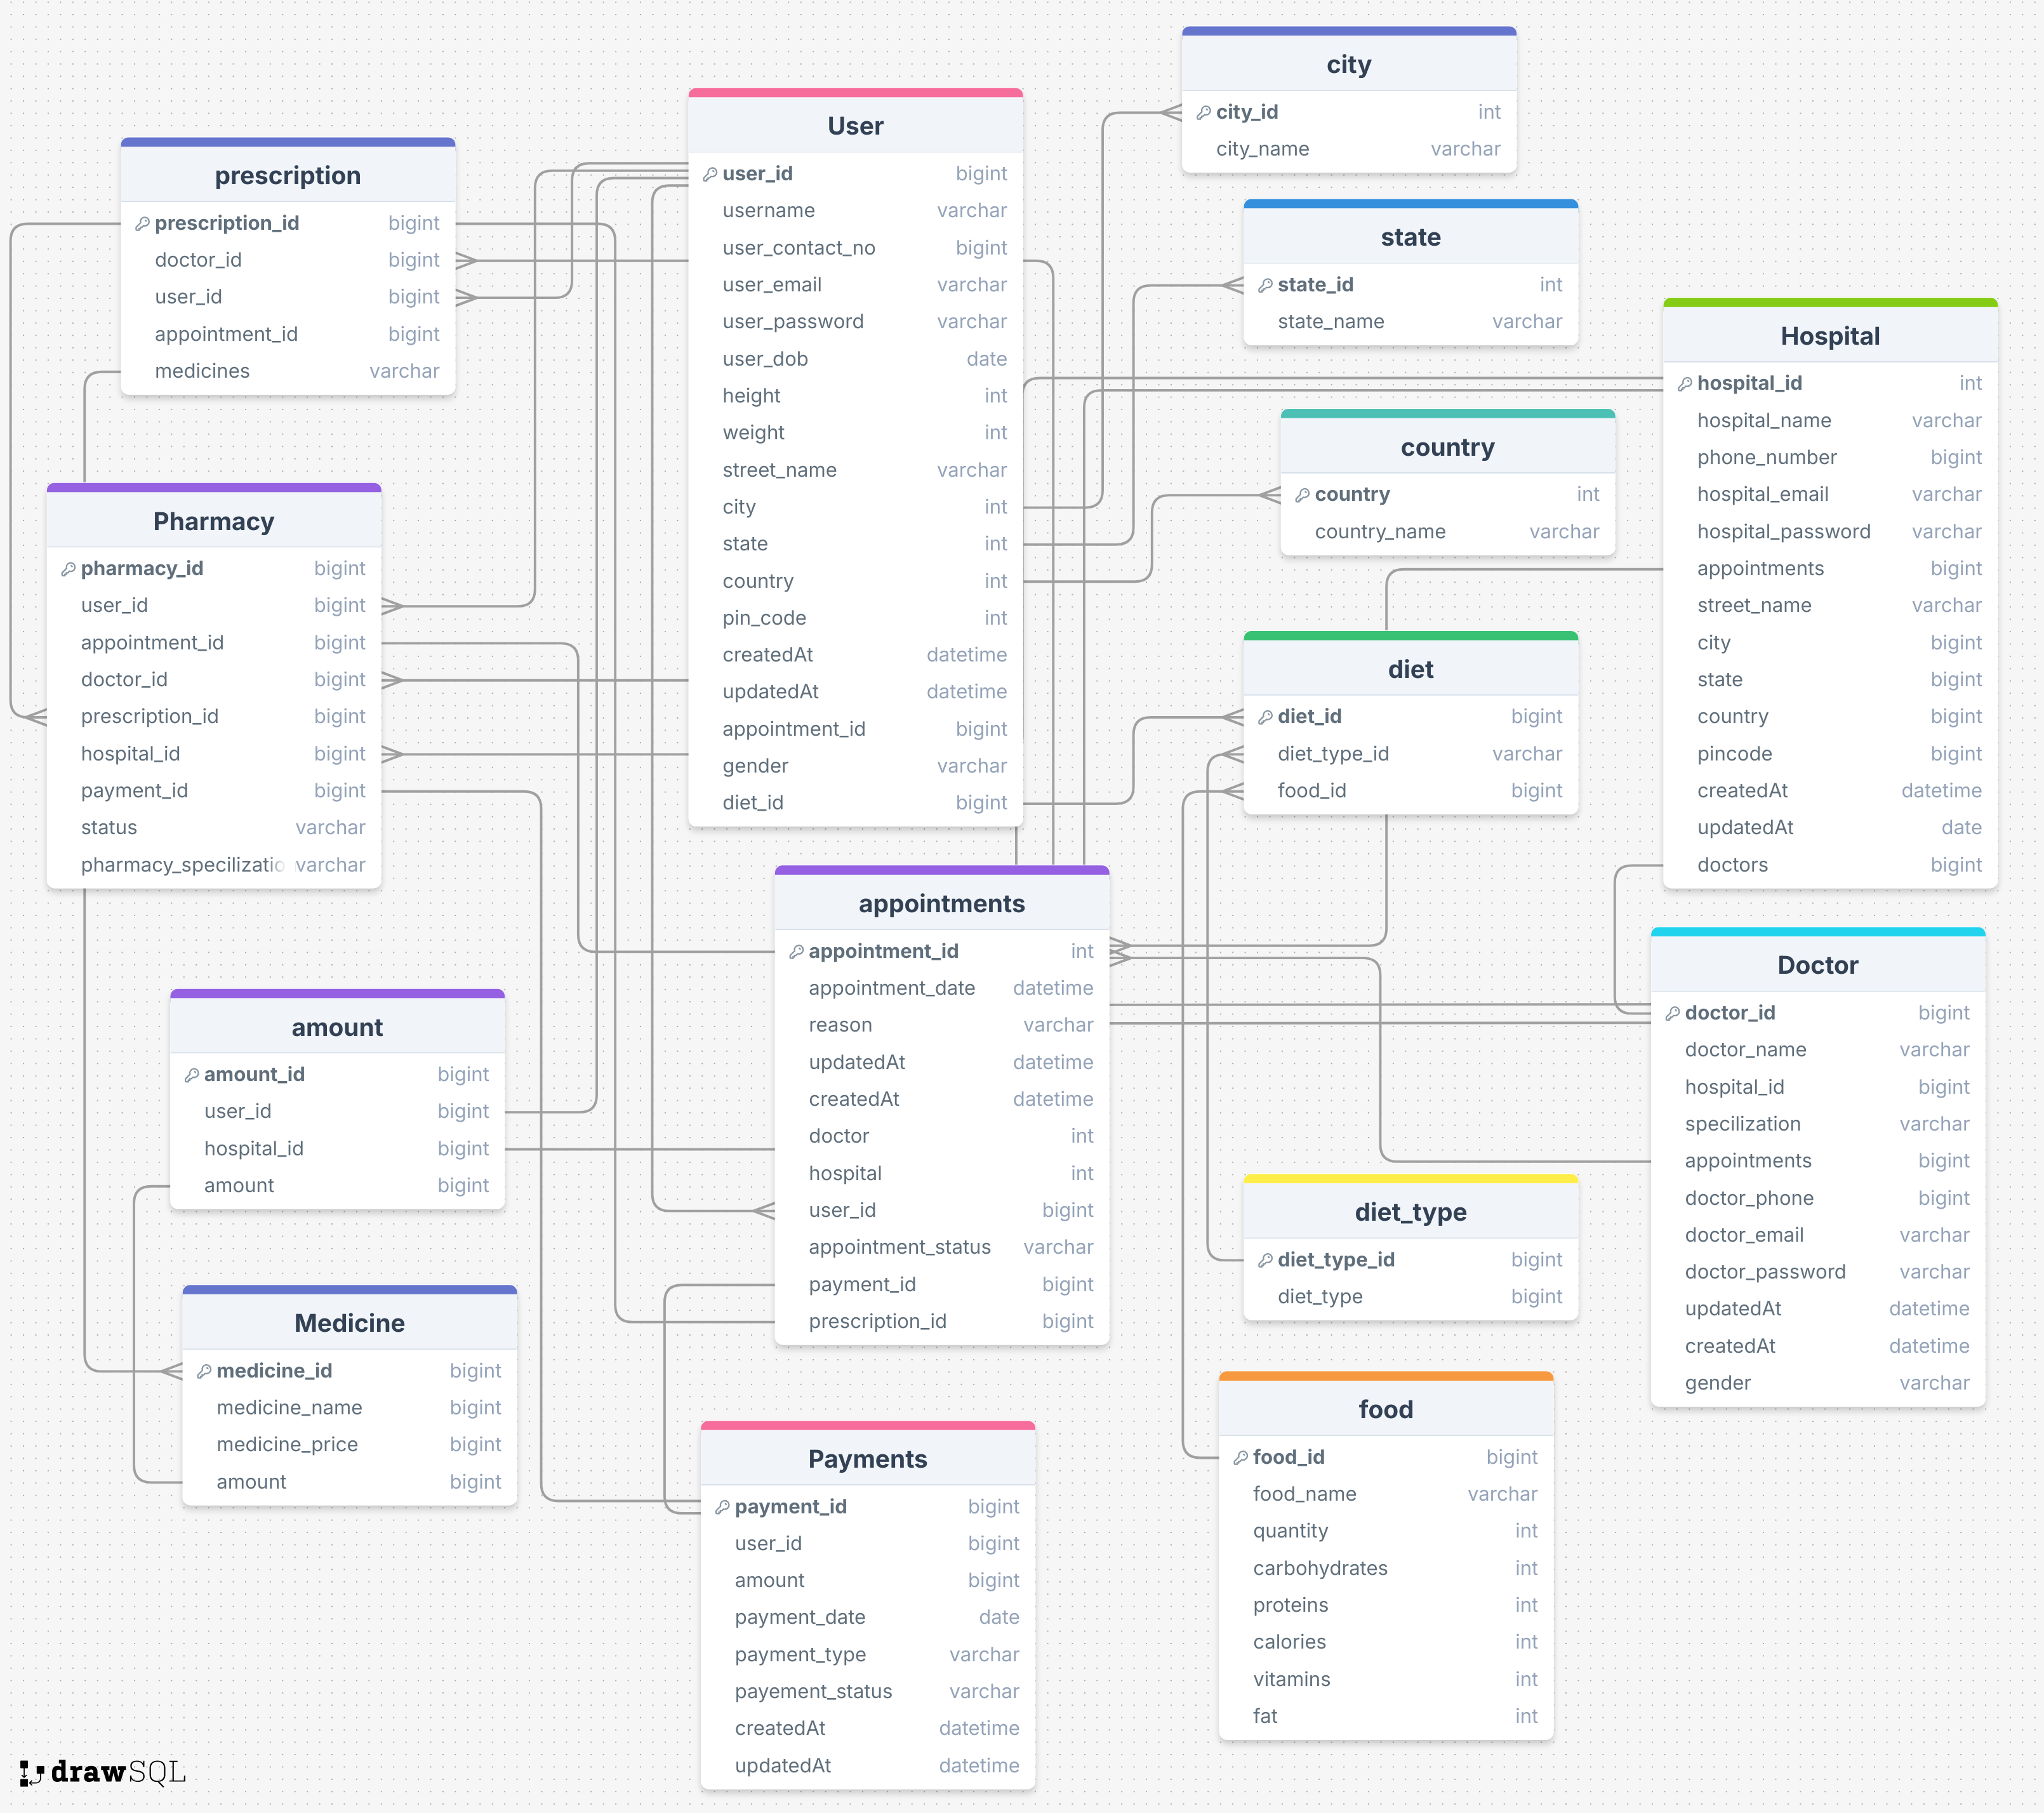 city
city_id int
city_name varchar
User
user_id bigint
username varchar
user_contact_no bigint
user_email varchar
user_password varchar
user_dob date
height int
weight int
street_name varchar
city int
state int
country int
pin_code int
createdAt datetime
updatedAt datetime
appointment_id bigint
gender varchar
diet_id bigint
prescription
prescription_id bigint
doctor_id bigint
user_id bigint
appointment_id bigint
medicines varchar
state
state_id int
state_name varchar
Hospital
hospital_id int
hospital_name varchar
phone_number bigint
hospital_email varchar
hospital_password varchar
appointments bigint
street_name varchar
city bigint
state bigint
country bigint
pincode bigint
createdAt datetime
updatedAt date
doctors bigint
country
country int
country_name varchar
Pharmacy
pharmacy_id bigint
user_id bigint
appointment_id bigint
doctor_id bigint
prescription_id bigint
hospital_id bigint
payment_id bigint
status varchar
pharmacy_specilizatio varchar
diet
diet_id bigint
diet_type_id varchar
food_id bigint
appointments
appointment_id int
appointment_date datetime
reason varchar
updatedAt datetime
createdAt datetime
doctor int
hospital int
user_id bigint
appointment_status varchar
payment_id bigint
prescription_id bigint
Doctor
doctor_id bigint
doctor_name varchar
hospital_id bigint
specilization varchar
appointments bigint
doctor_phone bigint
doctor_email varchar
doctor_password varchar
updatedAt datetime
createdAt datetime
gender varchar
amount
amount_id bigint
user_id bigint
hospital_id bigint
amount bigint
diet_type
diet_type_id bigint
diet_type bigint
Medicine
medicine_id bigint
medicine_name bigint
medicine_price bigint
amount bigint
food
food_id bigint
food_name varchar
quantity int
carbohydrates int
proteins int
calories int
vitamins int
fat int
Payments
payment_id bigint
user_id bigint
amount bigint
payment_date date
payment_type varchar
payement_status varchar
createdAt datetime
updatedAt datetime
drawSQL